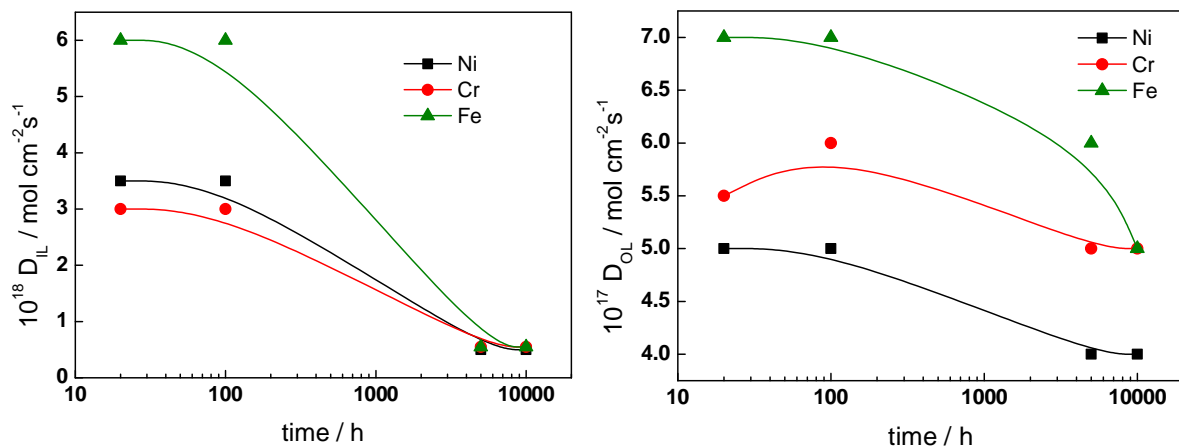 10^18 D_IL / mol cm^-2 s^-1
6
5
4
3
2
1
0
10
100
1000
10000
time / h
Ni
Cr
Fe
10^17 D_OL / mol cm^-2 s^-1
7.0
6.5
6.0
5.5
5.0
4.5
4.0
10
100
1000
10000
time / h
Ni
Cr
Fe